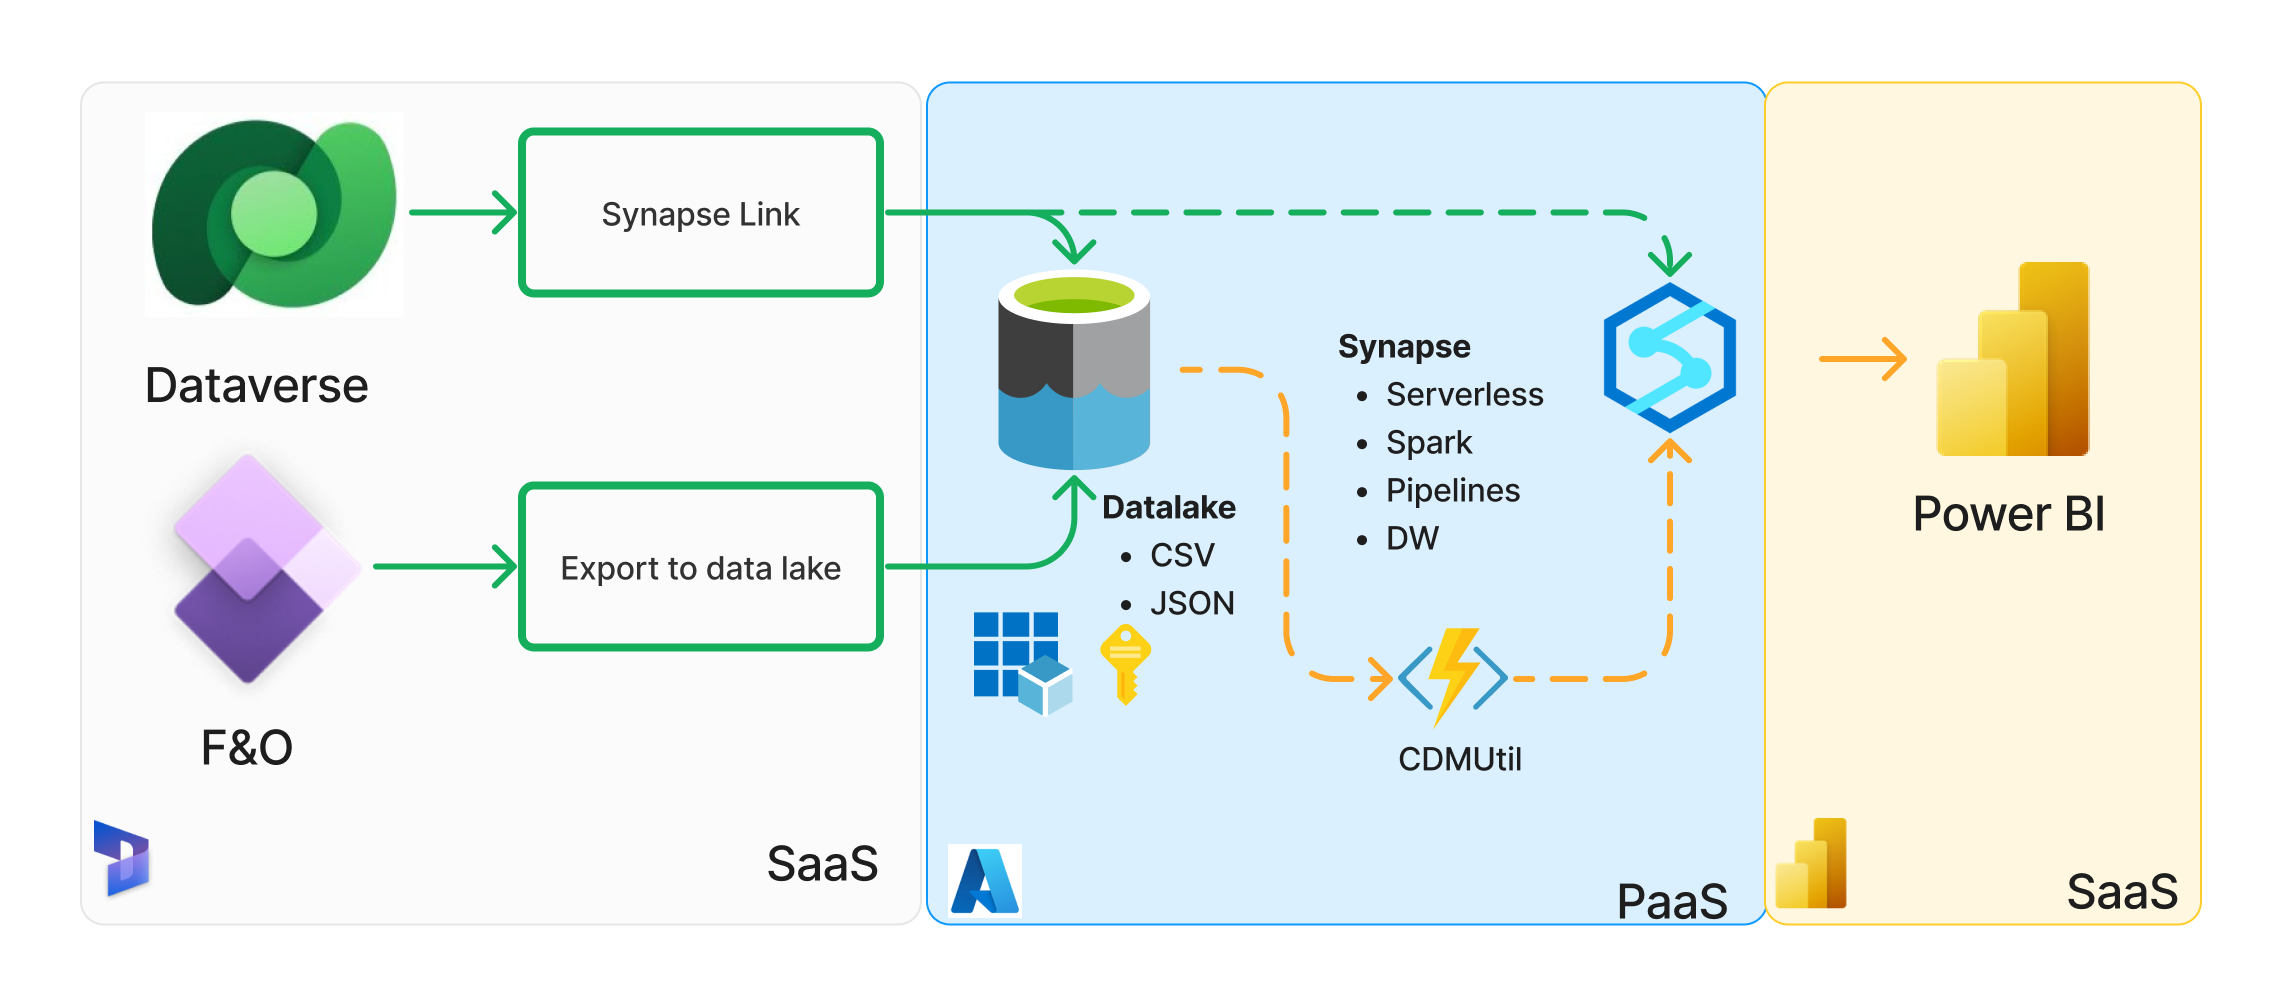 Synapse Link
Dataverse
Export to data lake
F&O
SaaS
Datalake
• CSV
• JSON
Synapse
• Serverless
• Spark
• Pipelines
• DW
CDMUtil
PaaS
Power BI
SaaS